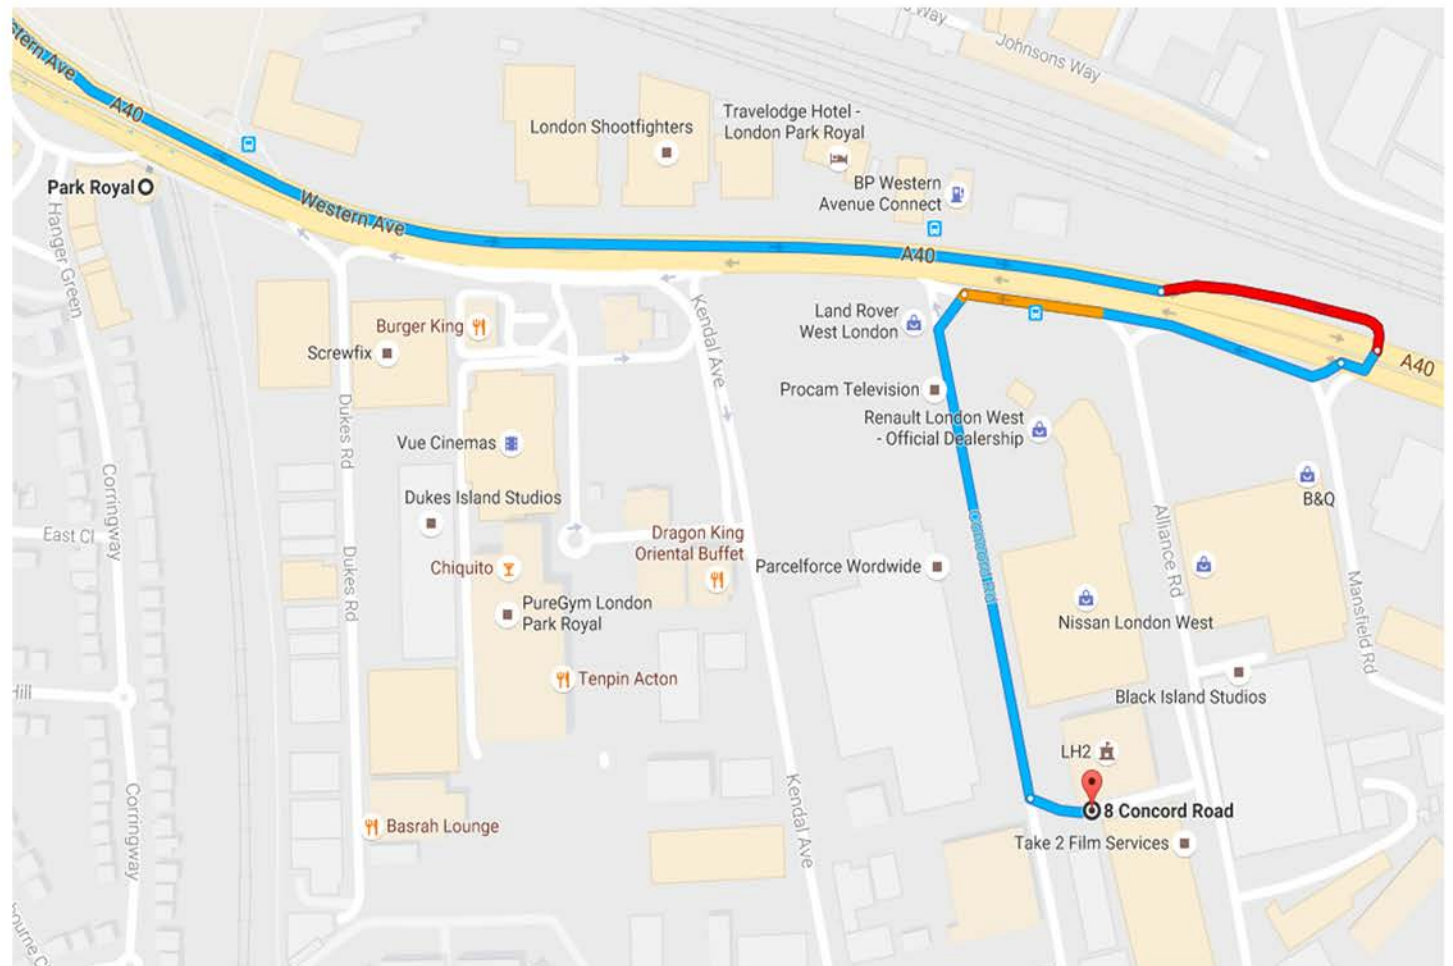 Way
Johnsons Way
stern Ave
A40
Travelodge Hotel -
London Park Royal
London Shootfighters
BP Western
Avenue Connect
Park Royal
Western Ave
Hanger Green
A40
Kendal Ave
Land Rover
West London
Burger King
Screwfix
A40
Procam Television
Renault London West
- Official Dealership
Dukes Rd
Vue Cinemas
B&Q
Corringway
Dukes Island Studios
East Cl
Dragon King
Oriental Buffet
Concord Rd
Alliance Rd
Chiquito
Dukes Rd
Parcelforce Wordwide
PureGym London
Park Royal
Nissan London West
Mansfield Rd
Hill
Tenpin Acton
Black Island Studios
LH2
Corringway
Kendal Ave
8 Concord Road
Basrah Lounge
Take 2 Film Services